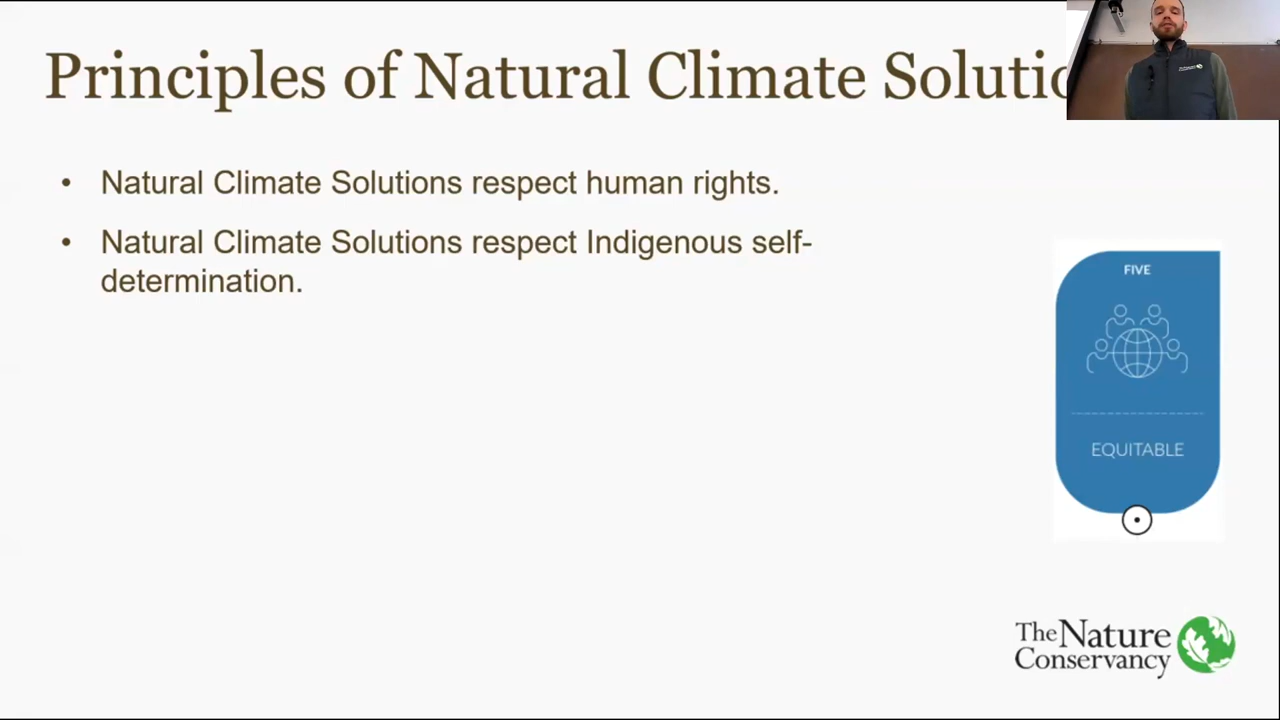 Principles of Natural Climate Solutio
• Natural Climate Solutions respect human rights.
• Natural Climate Solutions respect Indigenous self-
determination.
FIVE
EQUITABLE
The Nature
Conservancy